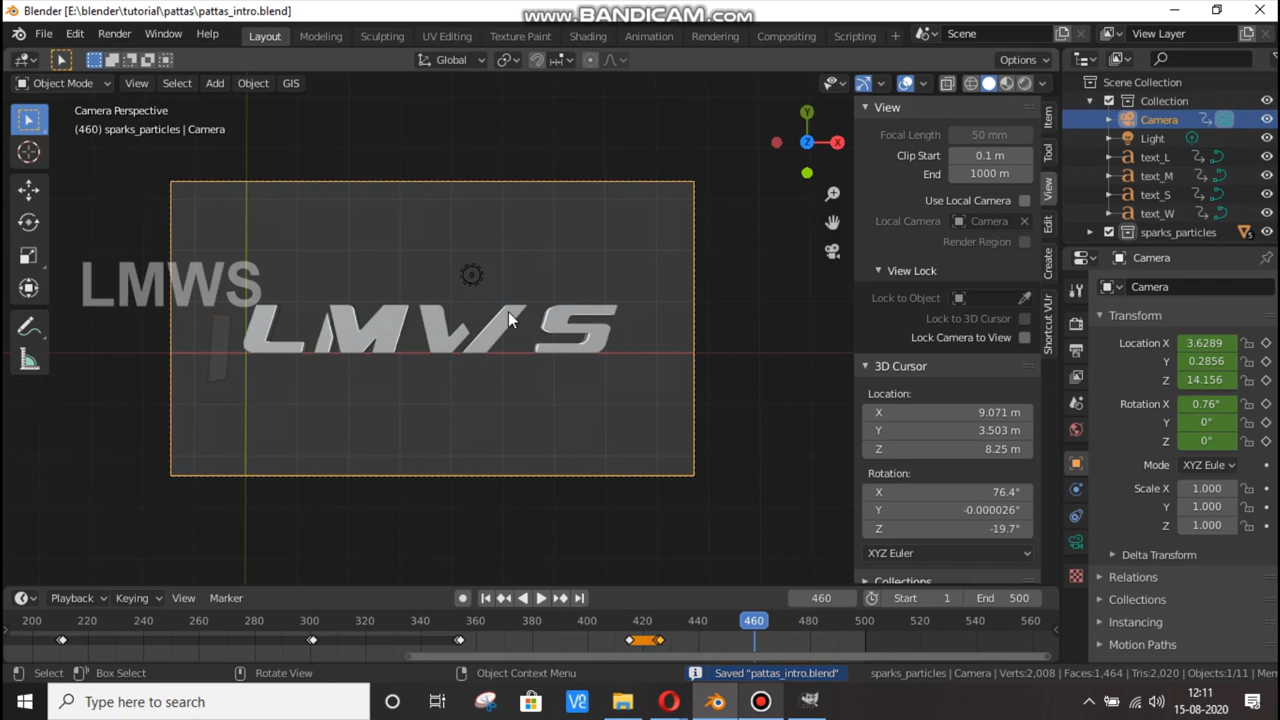 Blender [E:\blender\tutorial\pattas\pattas_intro.blend]
www.BANDICAM.com
File Edit Render Window Help
Layout Modeling Sculpting UV Editing Texture Paint Shading Animation Rendering Compositing Scripting
Scene
View Layer
Global
Options
Object Mode
View Select Add Object GIS
Camera Perspective
(460) sparks_particles | Camera
Y
Z
X
LMWS
LMWS
View
Focal Length 50 mm
Clip Start 0.1 m
End 1000 m
Use Local Camera
Local Camera Camera
Render Region
View Lock
Lock to Object
Lock to 3D Cursor
Lock Camera to View
3D Cursor
Location:
X 9.071 m
Y 3.503 m
Z 8.25 m
Rotation:
X 76.4°
Y -0.000026°
Z -19.7°
XYZ Euler
Collections
Item
Tool
View
Edit
Create
Shortcut VUr
Scene Collection
Collection
Camera
Light
text_L
text_M
text_S
text_W
sparks_particles 5
Camera
Camera
Transform
Location X 3.6289
Y 0.2856
Z 14.156
Rotation X 0.76°
Y 0°
Z 0°
Mode XYZ Eule
Scale X 1.000
Y 1.000
Z 1.000
Delta Transform
Relations
Collections
Instancing
Motion Paths
Playback Keying View Marker
460
Start 1 End 500
200 220 240 260 280 300 320 340 360 380 400 420 440 460 480 500 520 540 560
Select Box Select Rotate View Object Context Menu
Saved "pattas_intro.blend"
sparks_particles | Camera | Verts:2,008 | Faces:1,464 | Tris:2,020 | Objects:1/11 | Mem:
Type here to search
12:11
15-08-2020